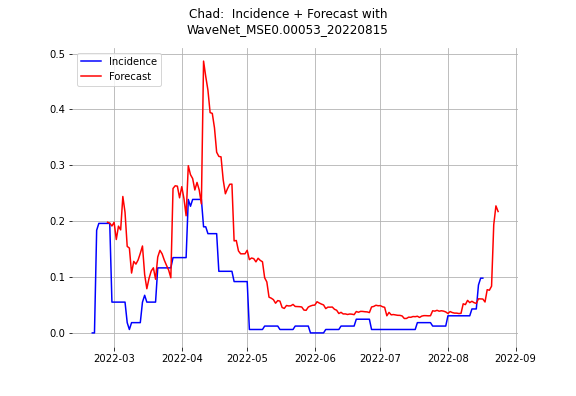 Chad:  Incidence + Forecast with
WaveNet_MSE0.00053_20220815
Incidence
Forecast
0.5
0.4
0.3
0.2
0.1
0.0
2022-03 2022-04 2022-05 2022-06 2022-07 2022-08 2022-09